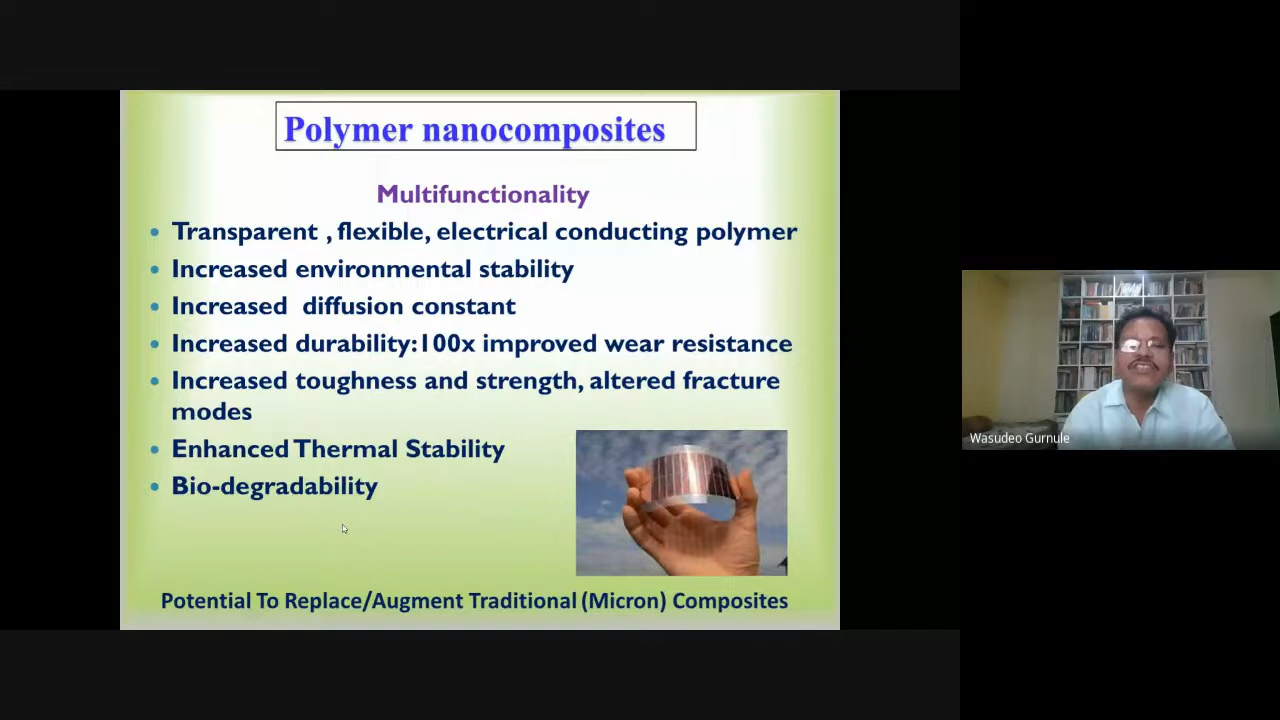 Polymer nanocomposites
Multifunctionality
• Transparent , flexible, electrical conducting polymer
• Increased environmental stability
• Increased  diffusion constant
• Increased durability:100x improved wear resistance
• Increased toughness and strength, altered fracture
modes
• Enhanced Thermal Stability
• Bio-degradability
Potential To Replace/Augment Traditional (Micron) Composites
Wasudeo Gurnule